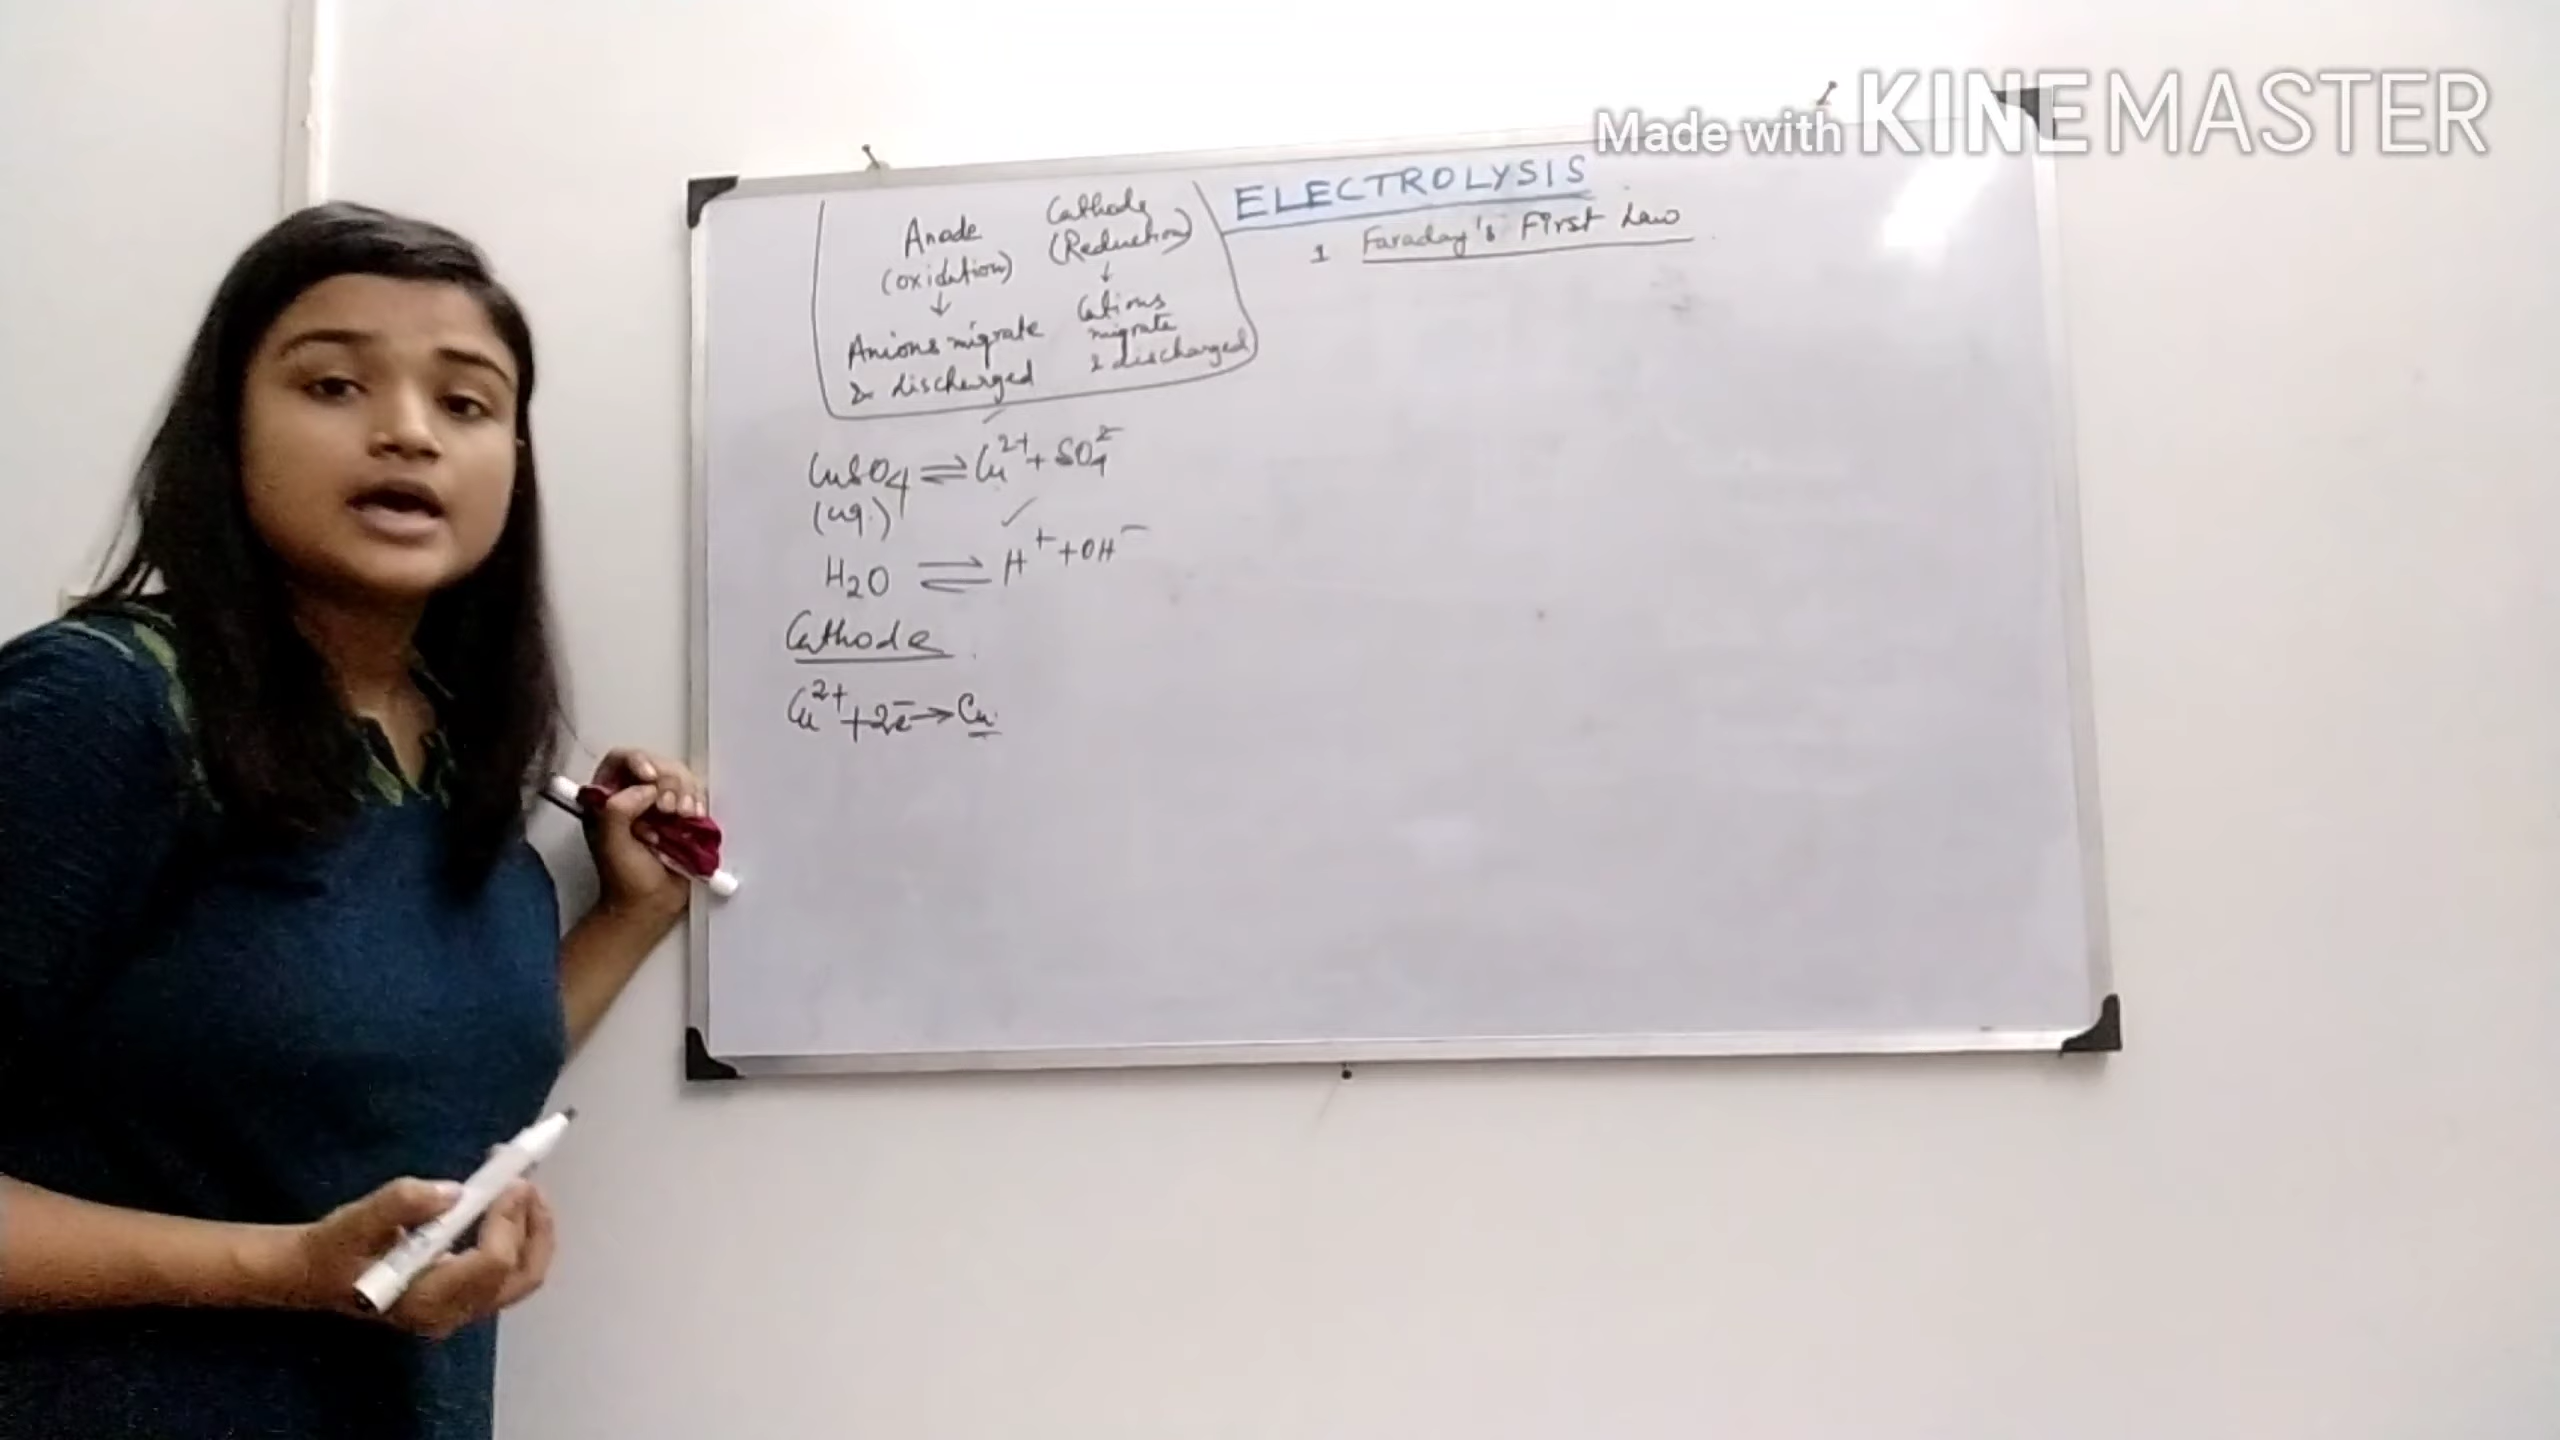 Made with KINEMASTER
ELECTROLYSIS
1 Faraday's First Law
Anode
(oxidation)
↓
Anions migrate
& discharged
Cathode
(Reduction)
↓
Cations
migrate
& discharged
CuSO4 ⇌ Cu²⁺ + SO4²⁻
(aq.)
H2O ⇌ H⁺ + OH⁻
Cathode
Cu²⁺ + 2e⁻ → Cu